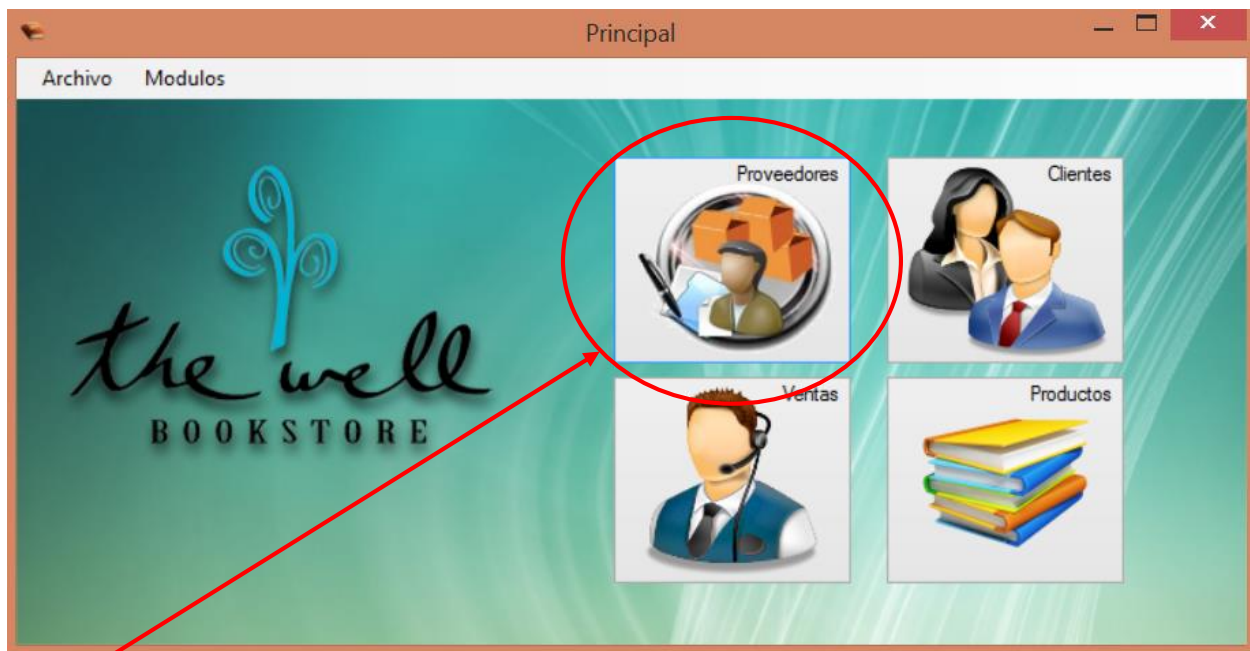 Principal
Archivo Modulos
Proveedores
Clientes
the well
BOOKSTORE
Ventas
Productos